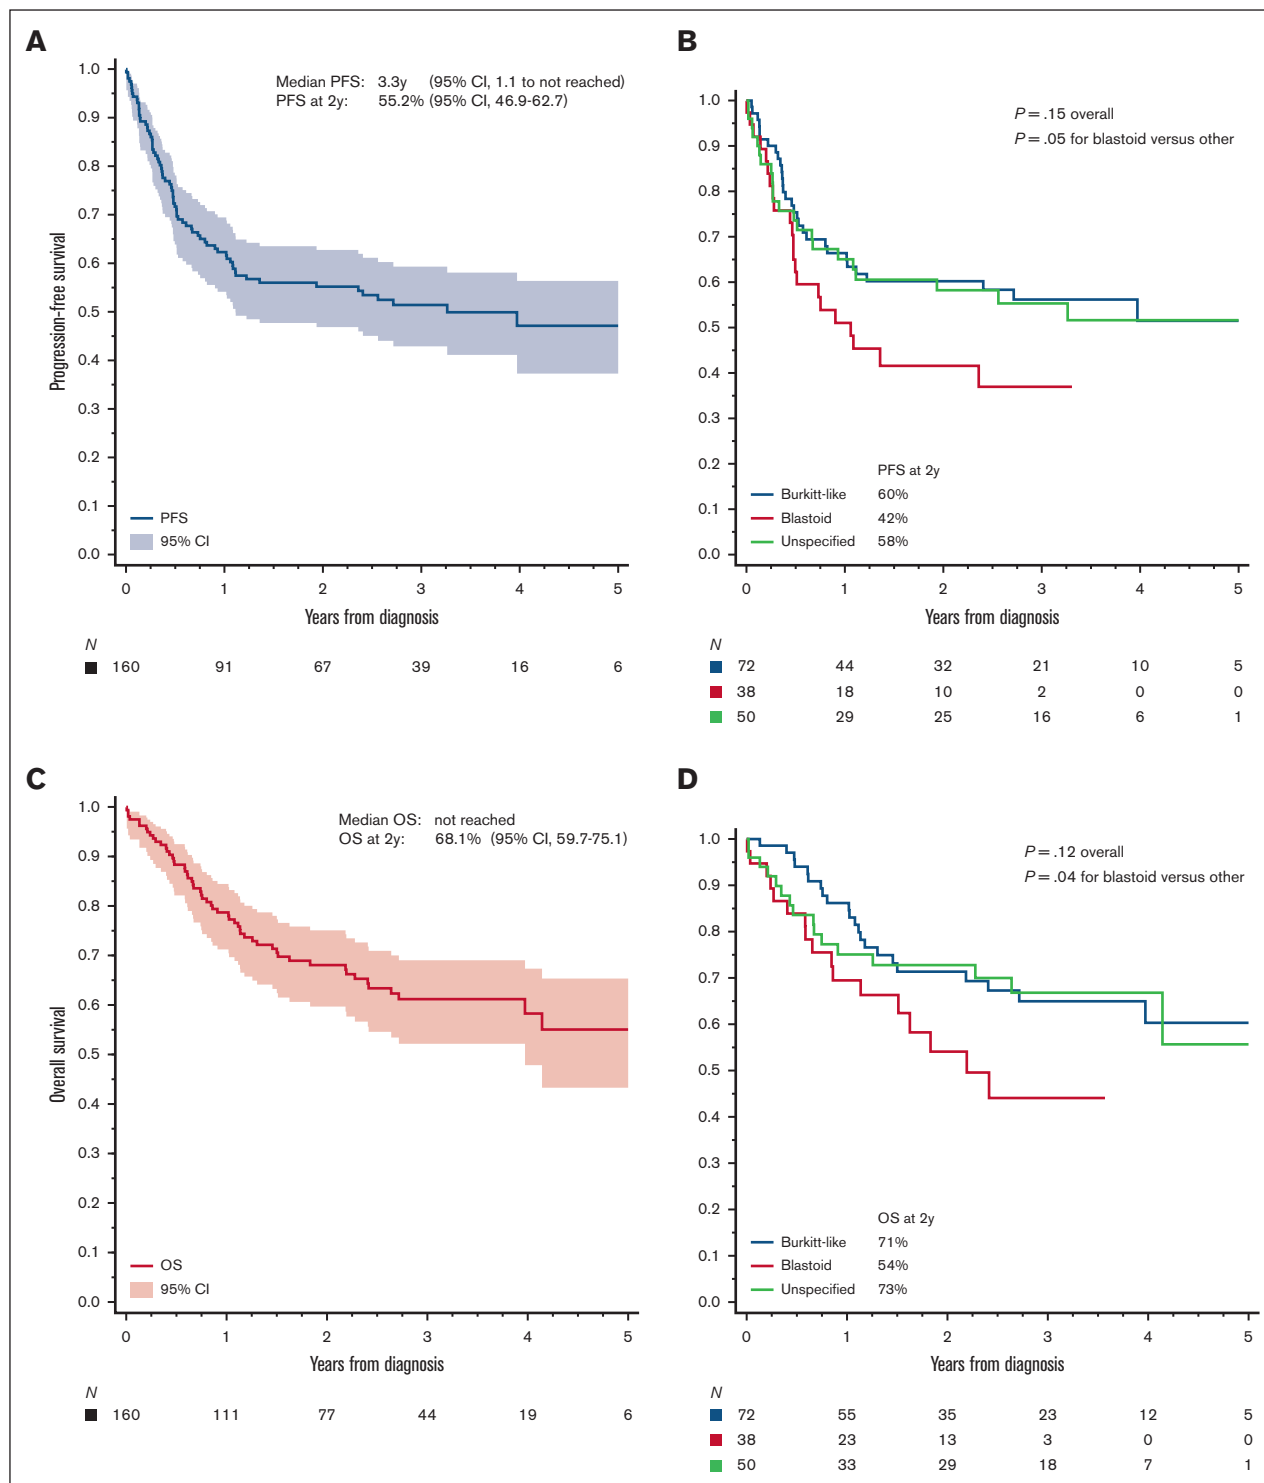 A
Median PFS: 3.3y (95% CI, 1.1 to not reached)
PFS at 2y: 55.2% (95% CI, 46.9-62.7)
Progression-free survival
1.0
0.9
0.8
0.7
0.6
0.5
0.4
0.3
0.2
0.1
0.0
PFS
95% CI
0 1 2 3 4 5
Years from diagnosis
N
160 91 67 39 16 6
B
P = .15 overall
P = .05 for blastoid versus other
1.0
0.9
0.8
0.7
0.6
0.5
0.4
0.3
0.2
0.1
0.0
PFS at 2y
Burkitt-like 60%
Blastoid 42%
Unspecified 58%
0 1 2 3 4 5
Years from diagnosis
N
72 44 32 21 10 5
38 18 10 2 0 0
50 29 25 16 6 1
C
Median OS: not reached
OS at 2y: 68.1% (95% CI, 59.7-75.1)
Overall survival
1.0
0.9
0.8
0.7
0.6
0.5
0.4
0.3
0.2
0.1
0.0
OS
95% CI
0 1 2 3 4 5
Years from diagnosis
N
160 111 77 44 19 6
D
P = .12 overall
P = .04 for blastoid versus other
1.0
0.9
0.8
0.7
0.6
0.5
0.4
0.3
0.2
0.1
0.0
OS at 2y
Burkitt-like 71%
Blastoid 54%
Unspecified 73%
0 1 2 3 4 5
Years from diagnosis
N
72 55 35 23 12 5
38 23 13 3 0 0
50 33 29 18 7 1